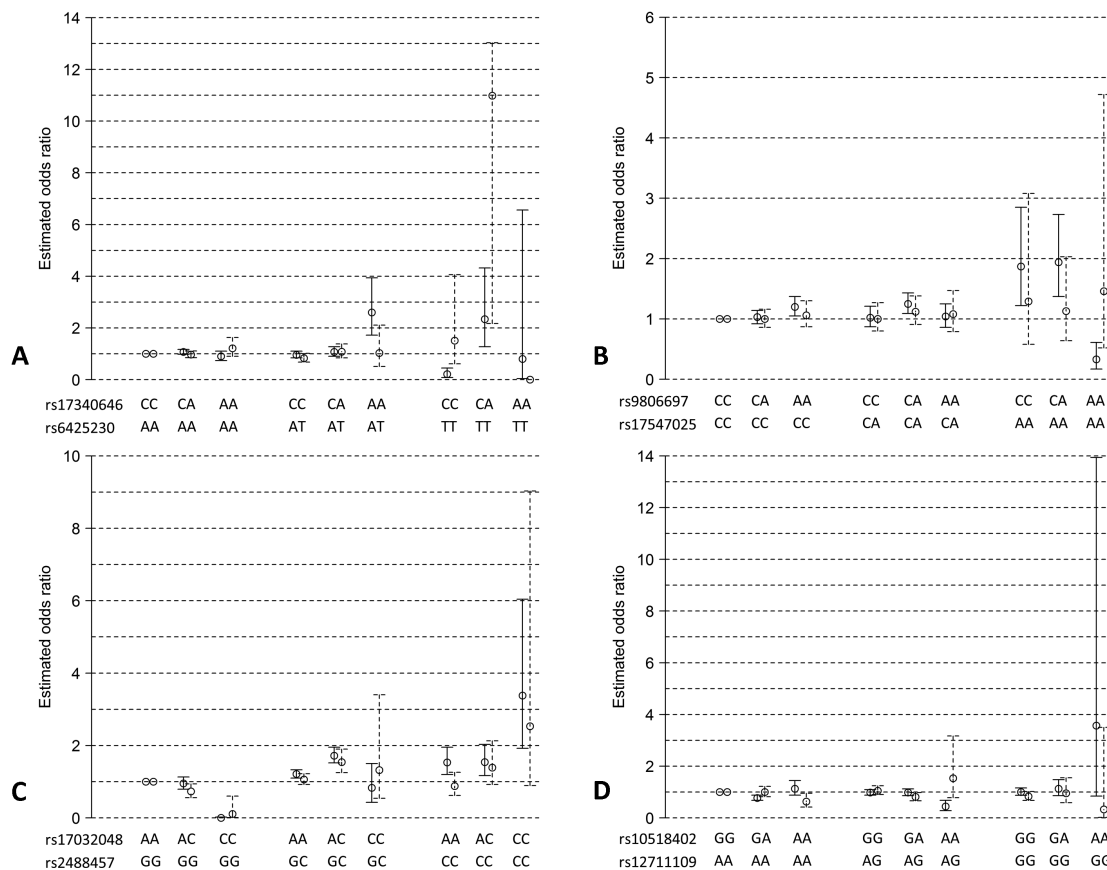 A
Estimated odds ratio
14
12
10
8
6
4
2
0
rs17340646 CC CA AA CC CA AA CC CA AA
rs6425230 AA AA AA AT AT AT TT TT TT
B
Estimated odds ratio
6
5
4
3
2
1
0
rs9806697 CC CA AA CC CA AA CC CA AA
rs17547025 CC CC CC CA CA CA AA AA AA
C
Estimated odds ratio
10
8
6
4
2
0
rs17032048 AA AC CC AA AC CC AA AC CC
rs2488457 GG GG GG GC GC GC CC CC CC
D
Estimated odds ratio
14
12
10
8
6
4
2
0
rs10518402 GG GA AA GG GA AA GG GA AA
rs12711109 AA AA AA AG AG AG GG GG GG